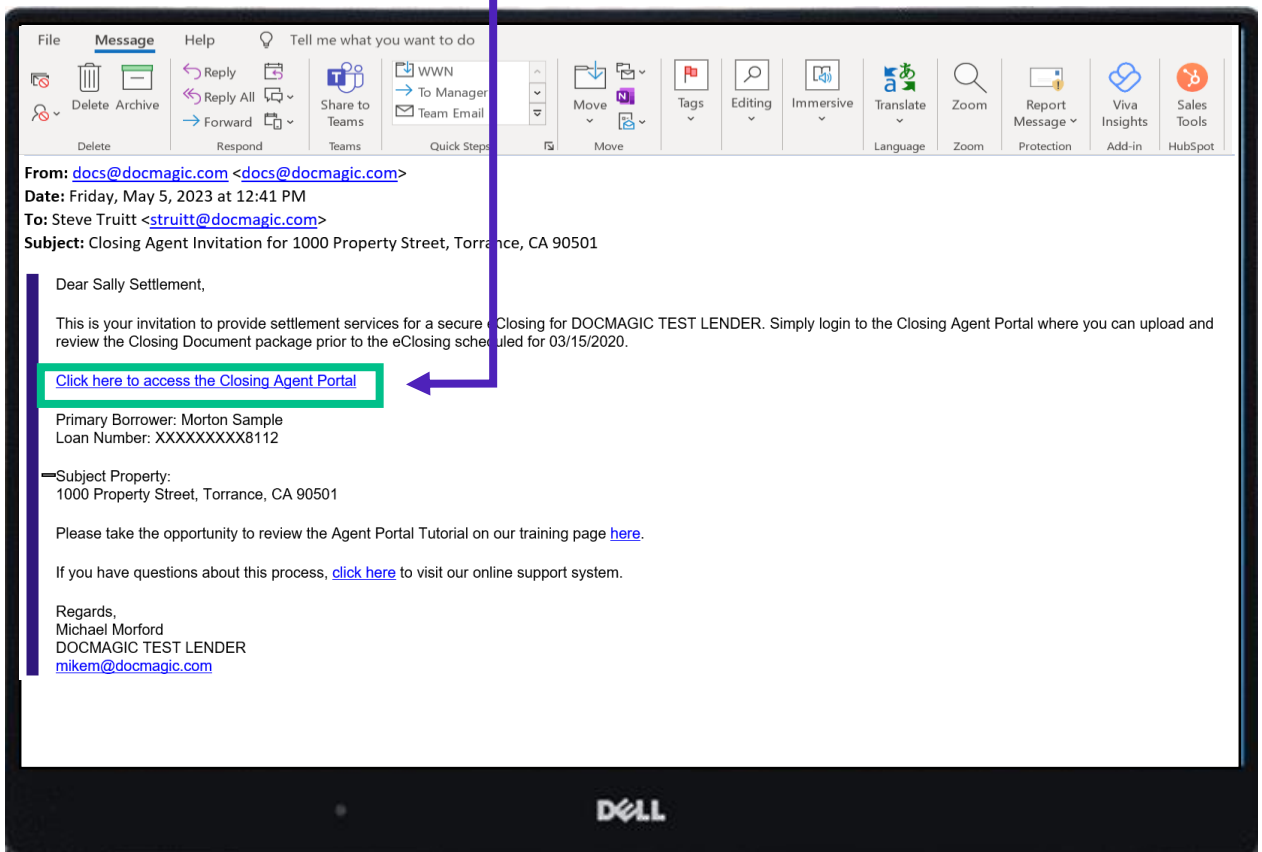 File Message Help Tell me what you want to do
Delete Archive
Reply
Reply All
Forward
Share to Teams
WWN
To Manager
Team Email
Move
Tags
Editing
Immersive
Translate
Zoom
Report Message
Viva Insights
Sales Tools
Delete Respond Teams Quick Steps Move Language Zoom Protection Add-in HubSpot
From: docs@docmagic.com <docs@docmagic.com>
Date: Friday, May 5, 2023 at 12:41 PM
To: Steve Truitt <struitt@docmagic.com>
Subject: Closing Agent Invitation for 1000 Property Street, Torrance, CA 90501
Dear Sally Settlement,
This is your invitation to provide settlement services for a secure eClosing for DOCMAGIC TEST LENDER. Simply login to the Closing Agent Portal where you can upload and
review the Closing Document package prior to the eClosing scheduled for 03/15/2020.
Click here to access the Closing Agent Portal
Primary Borrower: Morton Sample
Loan Number: XXXXXXXXX8112
Subject Property:
1000 Property Street, Torrance, CA 90501
Please take the opportunity to review the Agent Portal Tutorial on our training page here.
If you have questions about this process, click here to visit our online support system.
Regards,
Michael Morford
DOCMAGIC TEST LENDER
mikem@docmagic.com
DELL